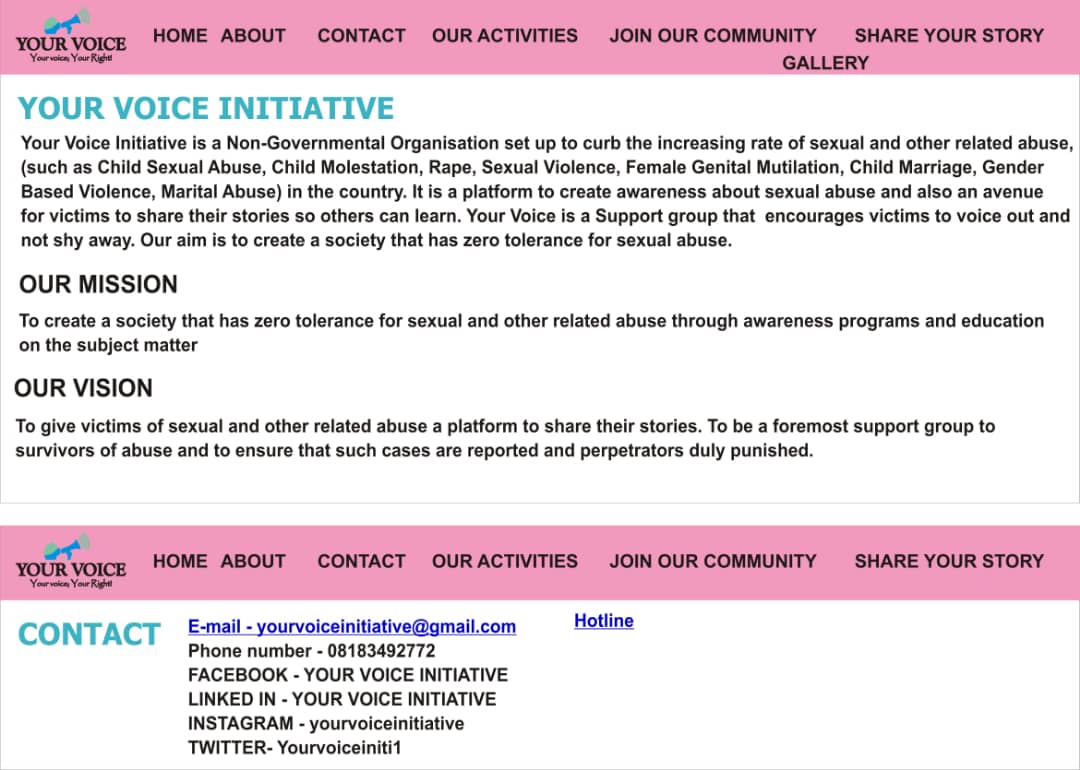 YOUR VOICE
Your voice, Your Right!
HOME ABOUT CONTACT OUR ACTIVITIES JOIN OUR COMMUNITY SHARE YOUR STORY
GALLERY
YOUR VOICE INITIATIVE
Your Voice Initiative is a Non-Governmental Organisation set up to curb the increasing rate of sexual and other related abuse,
(such as Child Sexual Abuse, Child Molestation, Rape, Sexual Violence, Female Genital Mutilation, Child Marriage, Gender
Based Violence, Marital Abuse) in the country. It is a platform to create awareness about sexual abuse and also an avenue
for victims to share their stories so others can learn. Your Voice is a Support group that encourages victims to voice out and
not shy away. Our aim is to create a society that has zero tolerance for sexual abuse.
OUR MISSION
To create a society that has zero tolerance for sexual and other related abuse through awareness programs and education
on the subject matter
OUR VISION
To give victims of sexual and other related abuse a platform to share their stories. To be a foremost support group to
survivors of abuse and to ensure that such cases are reported and perpetrators duly punished.
YOUR VOICE
Your voice, Your Right!
HOME ABOUT CONTACT OUR ACTIVITIES JOIN OUR COMMUNITY SHARE YOUR STORY
CONTACT
E-mail - yourvoiceinitiative@gmail.com
Phone number - 08183492772
FACEBOOK - YOUR VOICE INITIATIVE
LINKED IN - YOUR VOICE INITIATIVE
INSTAGRAM - yourvoiceinitiative
TWITTER- Yourvoiceiniti1
Hotline